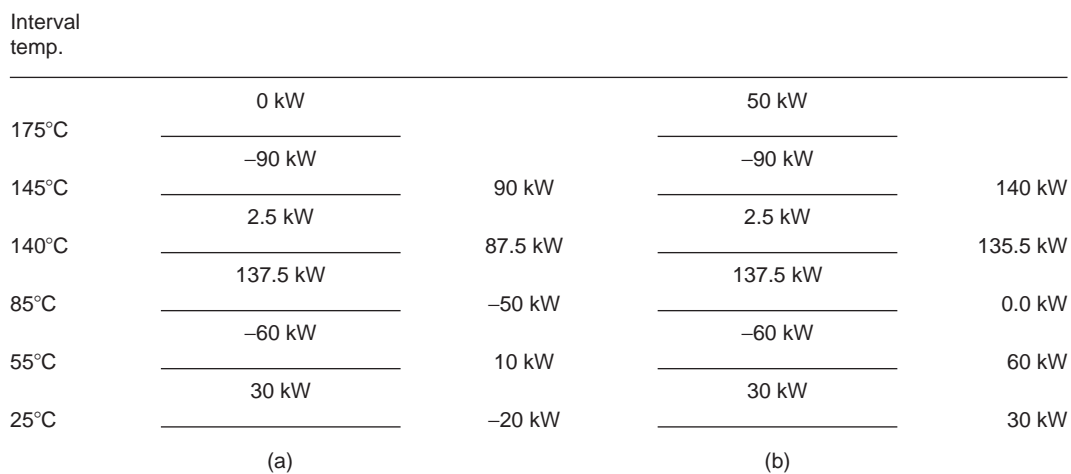 Interval
temp.
0 kW 50 kW
175°C
–90 kW –90 kW
145°C 90 kW 140 kW
2.5 kW 2.5 kW
140°C 87.5 kW 135.5 kW
137.5 kW 137.5 kW
85°C –50 kW 0.0 kW
–60 kW –60 kW
55°C 10 kW 60 kW
30 kW 30 kW
25°C –20 kW 30 kW
(a) (b)